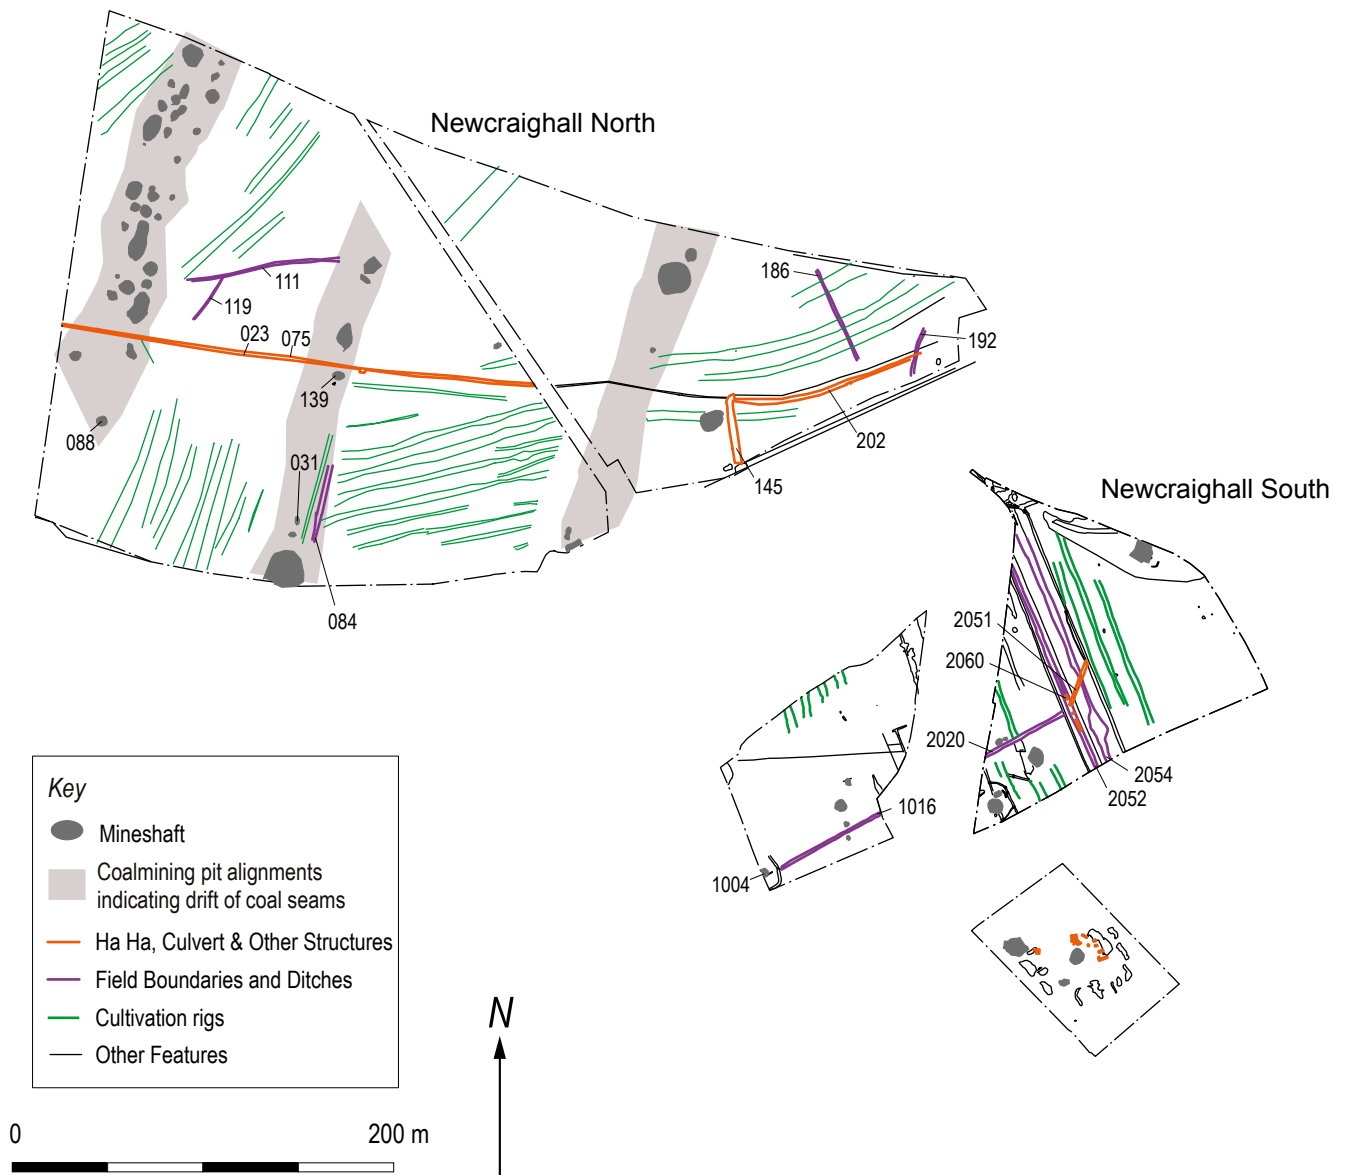 Newcraighall North
186
111
119
192
023
075
139
088
202
031
145
Newcraighall South
084
2051
2060
2020
2054
2052
1016
1004
Key
Mineshaft
Coalmining pit alignments
indicating drift of coal seams
Ha Ha, Culvert & Other Structures
Field Boundaries and Ditches
Cultivation rigs
Other Features
N
0
200 m